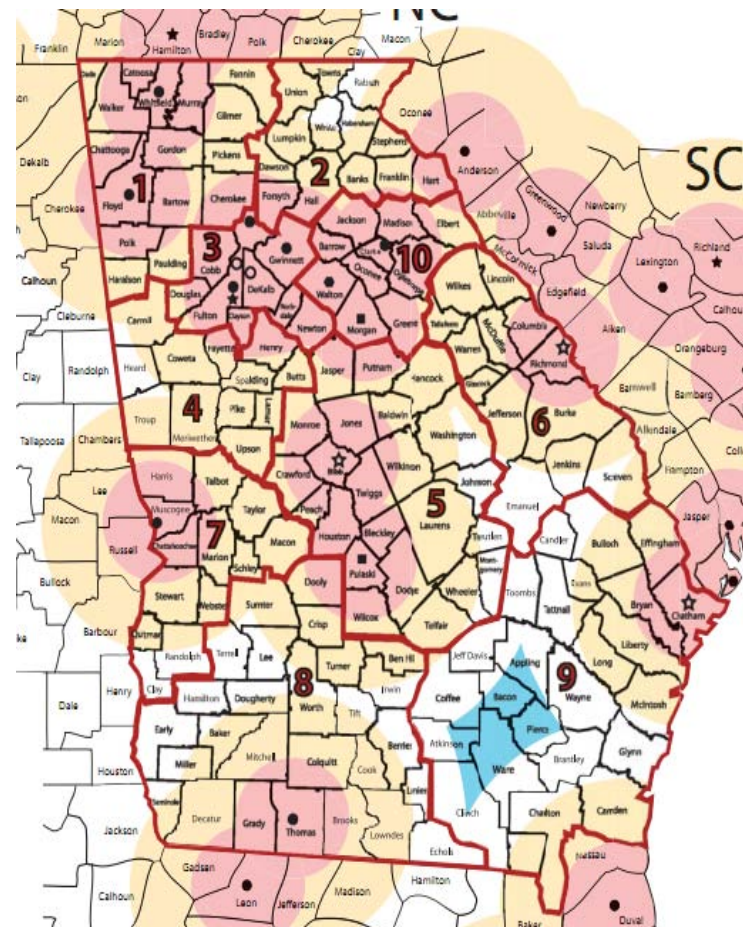 NC
Franklin
Marion
Hamilton
Bradley
Polk
Cherokee
Clay
Macon
Dade
Catoosa
Fannin
Union
Towns
Rabun
Walker
Whitfield
Murray
Gilmer
White
Habersham
Oconee
Lumpkin
Stephens
Dekalb
Chattooga
Gordon
Pickens
Dawson
2
Banks
Franklin
Hart
Anderson
SC
1
Floyd
Bartow
Cherokee
Forsyth
Hall
Cherokee
Abbeville
Greenwood
Newberry
Polk
3
Jackson
Madison
Elbert
Saluda
Richland
Haralson
Paulding
Cobb
Gwinnett
Barrow
Clarke
10
McCormick
Lexington
Calhoun
DeKalb
Oconee
Oglethorpe
Wilkes
Lincoln
Edgefield
Douglas
Walton
Cleburne
Fulton
Clayton
Newton
Morgan
Greene
Taliaferro
McDuffie
Columbia
Aiken
Calhou
Carroll
Fayette
Henry
Warren
Richmond
Orangeburg
Clay
Randolph
Heard
Coweta
Spalding
Butts
Jasper
Putnam
Hancock
Glascock
Barnwell
Bamberg
4
Pike
Lamar
Troup
Meriwether
Monroe
Jones
Baldwin
Jefferson
6
Burke
Tallapoosa
Chambers
Upson
Washington
Allendale
Coll
Harris
Talbot
Crawford
Bibb
Wilkinson
Johnson
Jenkins
Screven
Hampton
Lee
Muscogee
Taylor
Peach
Twiggs
5
Emanuel
Jasper
Macon
Russell
Chattahoochee
7
Marion
Macon
Houston
Bleckley
Laurens
Treutlen
Candler
Bulloch
Effingham
Schley
Pulaski
Montgomery
Bullock
Stewart
Webster
Sumter
Dooly
Dodge
Wheeler
Toombs
Evans
Bryan
Chatham
ke
Barbour
Quitman
Crisp
Wilcox
Telfair
Tattnall
Liberty
Randolph
Terrell
Lee
Turner
Ben Hill
Jeff Davis
Appling
Long
Henry
Clay
8
Irwin
9
Dale
Hamilton
Dougherty
Worth
Tift
Coffee
Bacon
Wayne
McIntosh
Early
Baker
Pierce
Mitchell
Colquitt
Berrien
Atkinson
Glynn
Houston
Miller
Cook
Ware
Brantley
Seminole
Lanier
Clinch
Charlton
Camden
Jackson
Decatur
Grady
Thomas
Brooks
Lowndes
Echols
Gadsden
Nassau
Calhoun
Leon
Jefferson
Madison
Hamilton
Baker
Duval